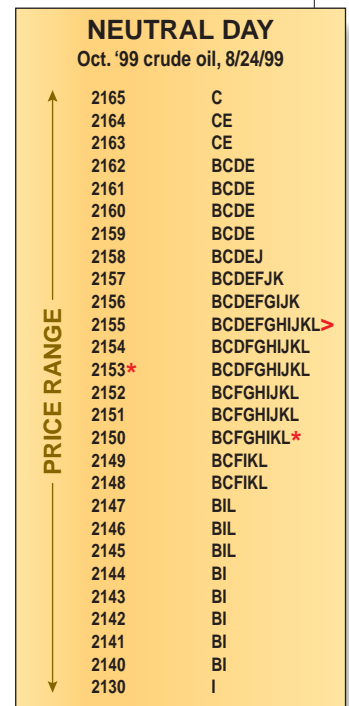 NEUTRAL DAY
Oct. ‘99 crude oil, 8/24/99
PRICE RANGE
2165 C
2164 CE
2163 CE
2162 BCDE
2161 BCDE
2160 BCDE
2159 BCDE
2158 BCDEJ
2157 BCDEFJK
2156 BCDEFGIJK
2155 BCDEFGHIJKL>
2154 BCDFGHIJKL
2153* BCDFGHIJKL
2152 BCFGHIJKL
2151 BCFGHIJKL
2150 BCFGHIKL*
2149 BCFIKL
2148 BCFIKL
2147 BIL
2146 BIL
2145 BIL
2144 BI
2143 BI
2142 BI
2141 BI
2140 BI
2130 I